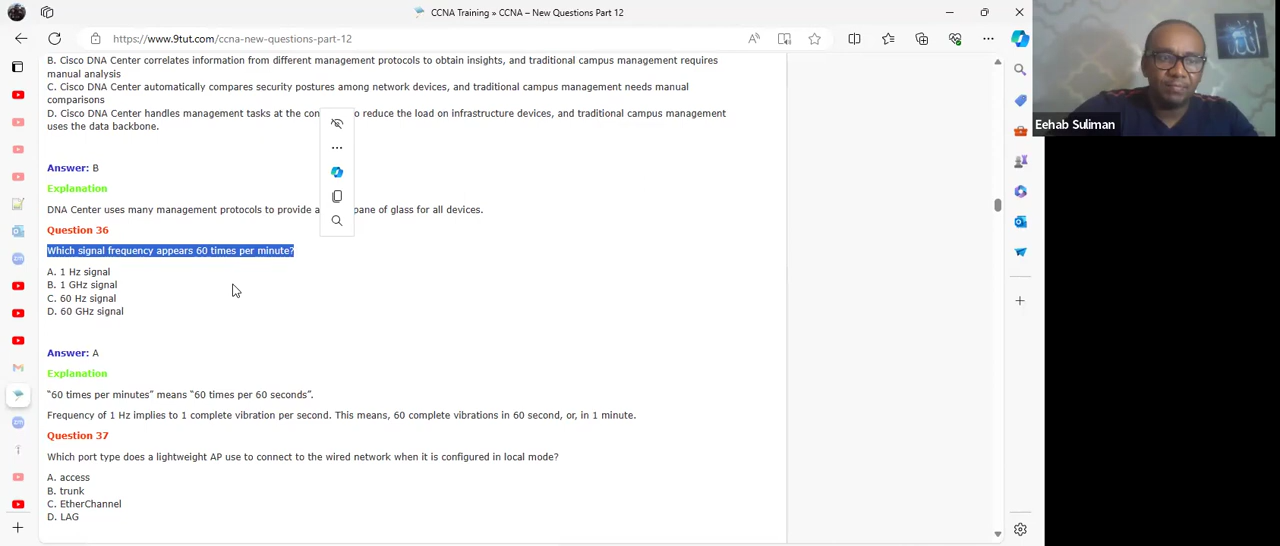 CCNA Training » CCNA – New Questions Part 12
https://www.9tut.com/ccna-new-questions-part-12
B. Cisco DNA Center correlates information from different management protocols to obtain insights, and traditional campus management requires
manual analysis
C. Cisco DNA Center automatically compares security postures among network devices, and traditional campus management needs manual
comparisons
D. Cisco DNA Center handles management tasks at the con to reduce the load on infrastructure devices, and traditional campus management
uses the data backbone.
Answer: B
Explanation
DNA Center uses many management protocols to provide a pane of glass for all devices.
Question 36
Which signal frequency appears 60 times per minute?
A. 1 Hz signal
B. 1 GHz signal
C. 60 Hz signal
D. 60 GHz signal
Answer: A
Explanation
“60 times per minutes” means “60 times per 60 seconds”.
Frequency of 1 Hz implies to 1 complete vibration per second. This means, 60 complete vibrations in 60 second, or, in 1 minute.
Question 37
Which port type does a lightweight AP use to connect to the wired network when it is configured in local mode?
A. access
B. trunk
C. EtherChannel
D. LAG
Eehab Suliman